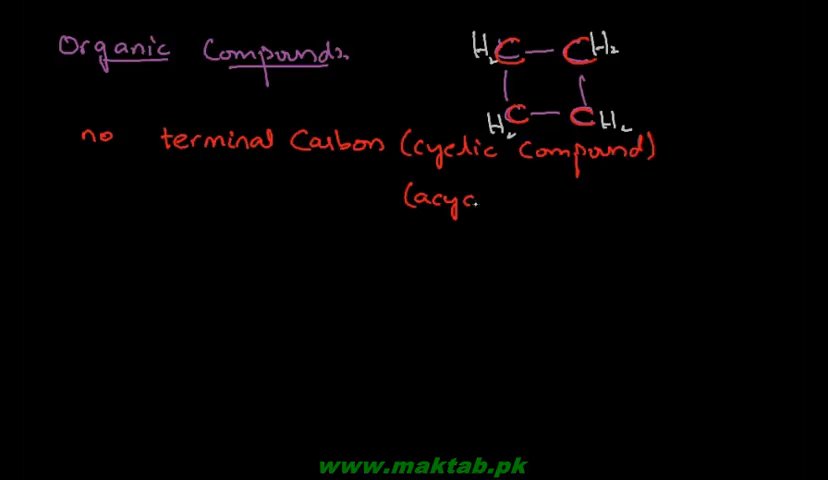 Organic Compounds
H₂C — CH₂
H₂C — CH₂
no terminal Carbon (cyclic Compound)
(acyc
www.maktab.pk